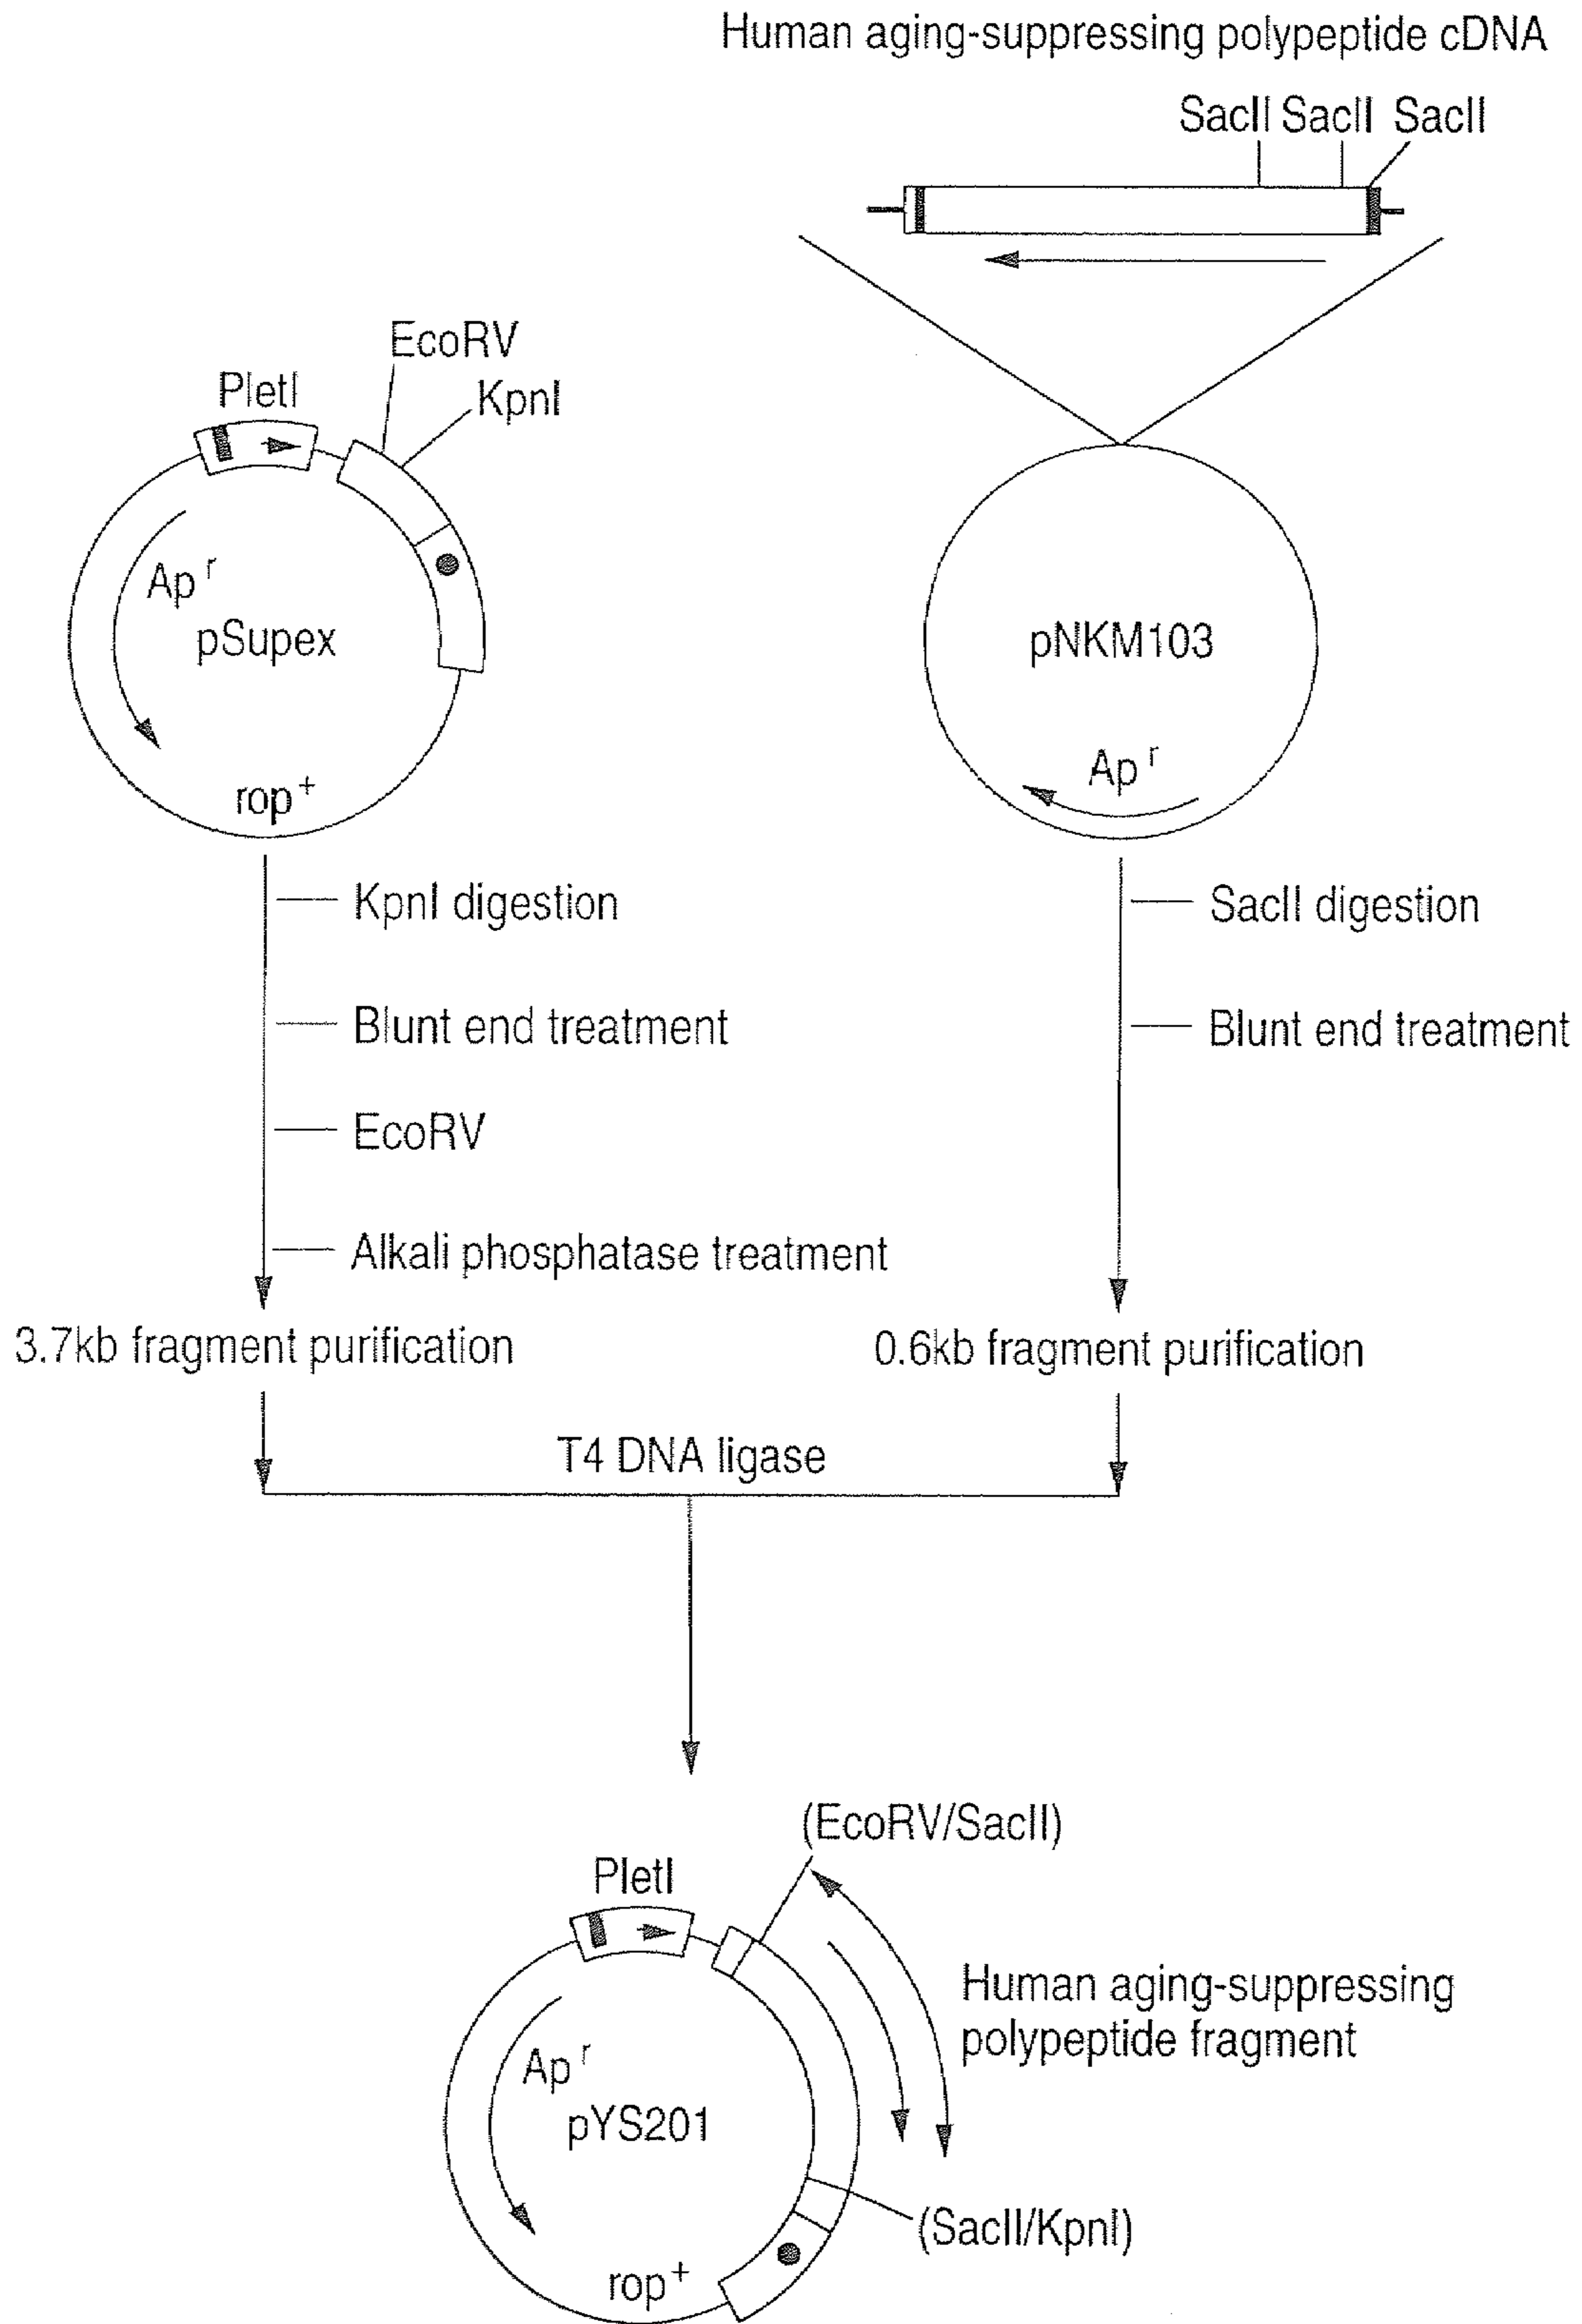 Human aging-suppressing polypeptide cDNA
SacII SacII SacII
EcoRV
PletI
KpnI
Ap r
pSupex
rop +
pNKM103
Ap r
KpnI digestion
Blunt end treatment
EcoRV
Alkali phosphatase treatment
3.7kb fragment purification
SacII digestion
Blunt end treatment
0.6kb fragment purification
T4 DNA ligase
(EcoRV/SacII)
PletI
Human aging-suppressing
polypeptide fragment
Ap r
pYS201
(SacII/KpnI)
rop +